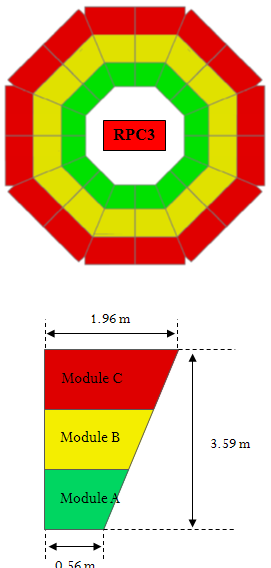 RPC3
1.96 m
Module C
Module B
3.59 m
Module A
0.56 m